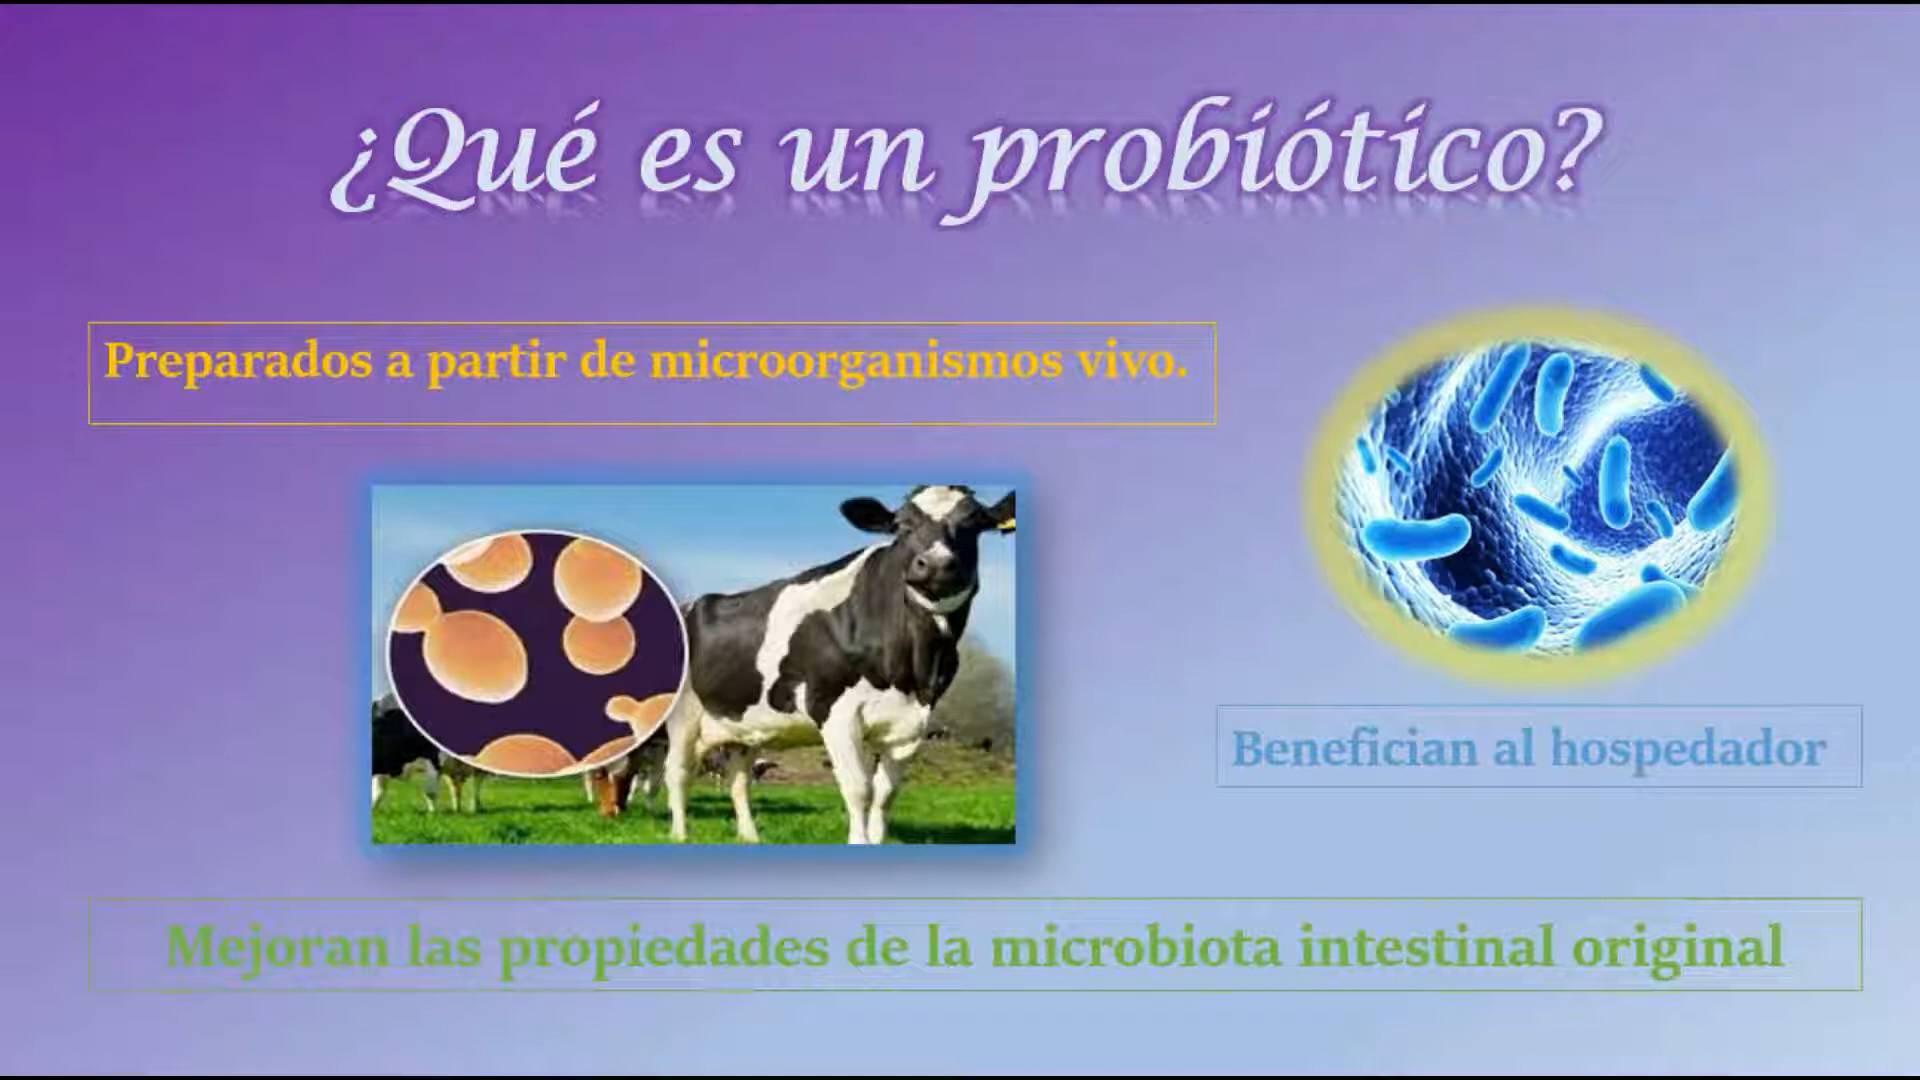 ¿Qué es un probiótico?
Preparados a partir de microorganismos vivo.
Benefician al hospedador
Mejoran las propiedades de la microbiota intestinal original